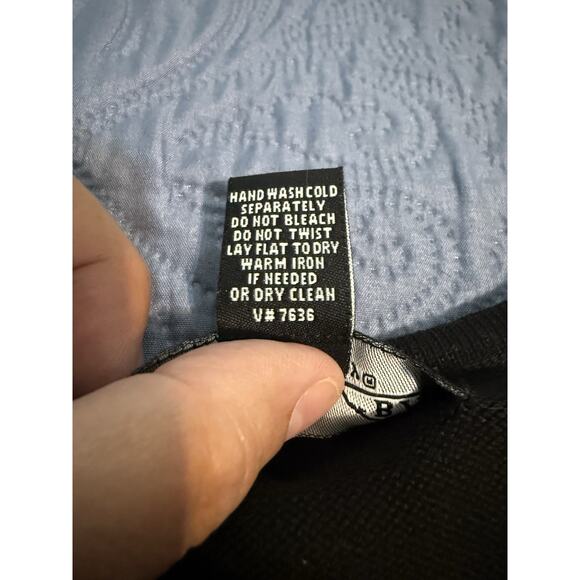 HAND WASH COLD
SEPARATELY
DO NOT BLEACH
DO NOT TWIST
LAY FLAT TO DRY
WARM IRON
IF NEEDED
OR DRY CLEAN
V# 7636